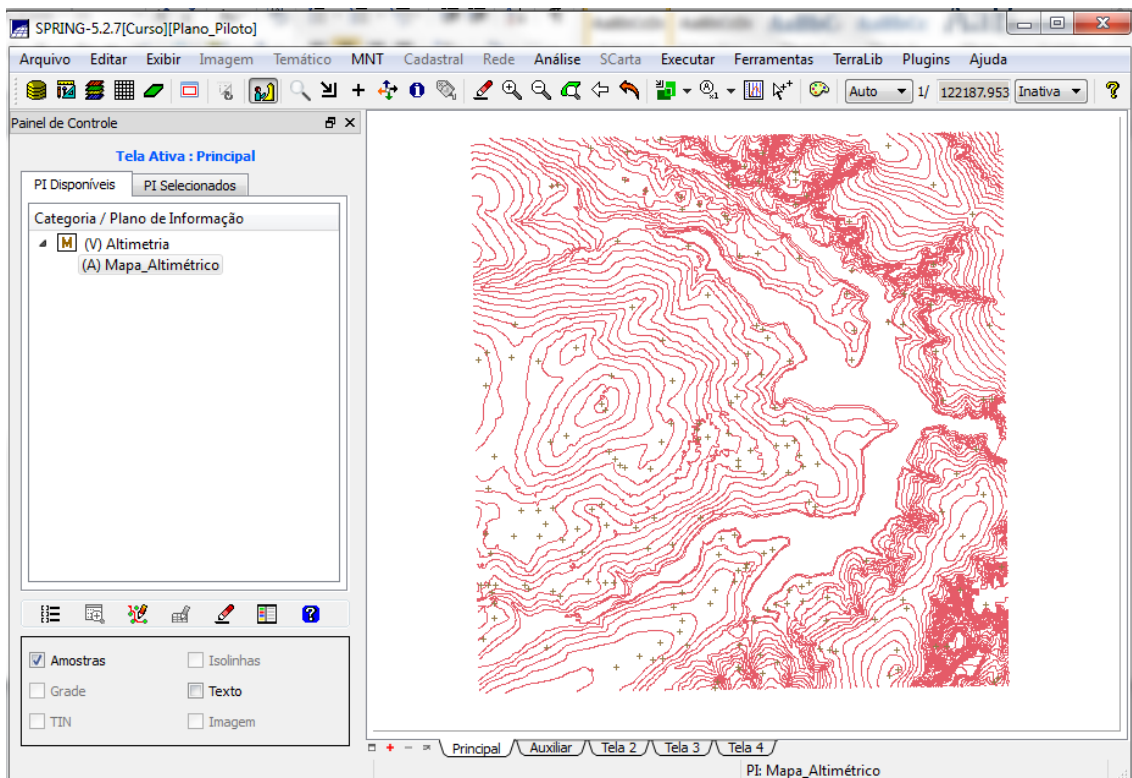 SPRING-5.2.7[Curso][Plano_Piloto]
Arquivo Editar Exibir Imagem Temático MNT Cadastral Rede Análise SCarta Executar Ferramentas TerraLib Plugins Ajuda
Auto 1/ 122187.953 Inativa
Painel de Controle
Tela Ativa : Principal
PI Disponíveis PI Selecionados
Categoria / Plano de Informação
M (V) Altimetria
(A) Mapa_Altimétrico
Amostras Isolinhas
Grade Texto
TIN Imagem
Principal Auxiliar Tela 2 Tela 3 Tela 4
PI: Mapa_Altimétrico